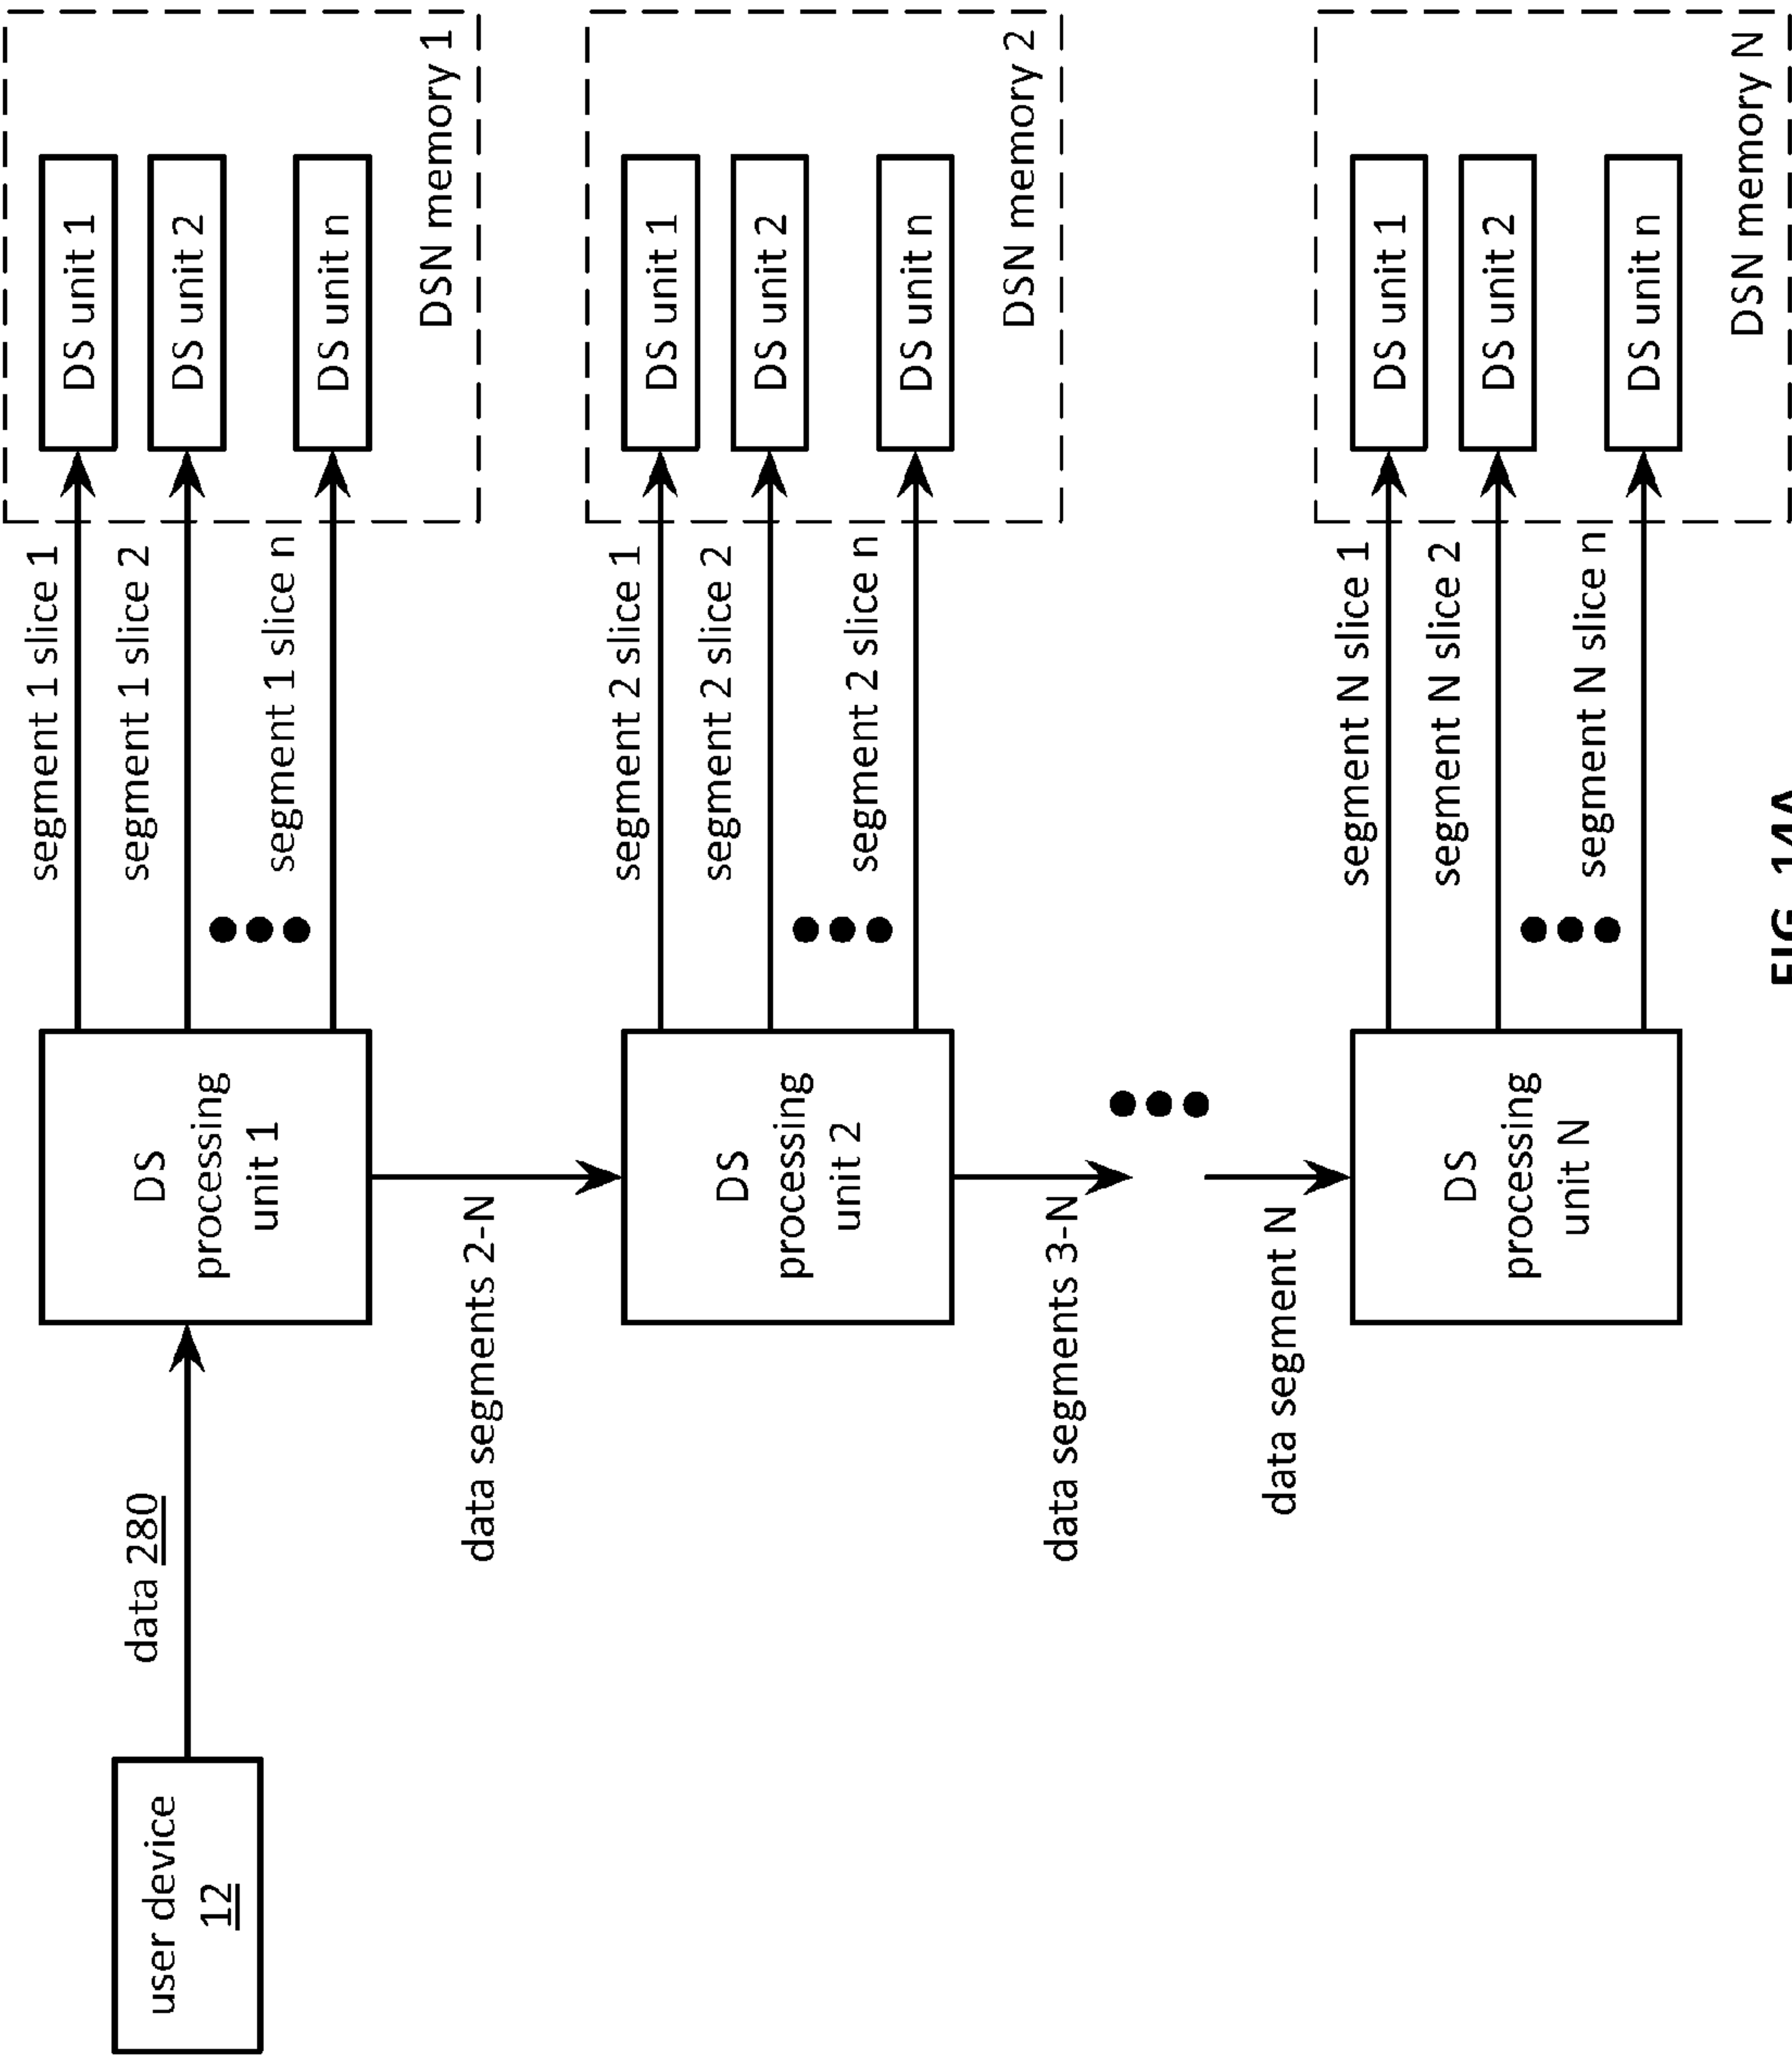 user device
12
data 280
DS
processing
unit 1
segment 1 slice 1
segment 1 slice 2
segment 1 slice n
DS unit 1
DS unit 2
DS unit n
DSN memory 1
data segments 2-N
DS
processing
unit 2
segment 2 slice 1
segment 2 slice 2
segment 2 slice n
DS unit 1
DS unit 2
DS unit n
DSN memory 2
data segments 3-N
data segment N
DS
processing
unit N
segment N slice 1
segment N slice 2
segment N slice n
DS unit 1
DS unit 2
DS unit n
DSN memory N
FIG. 14A